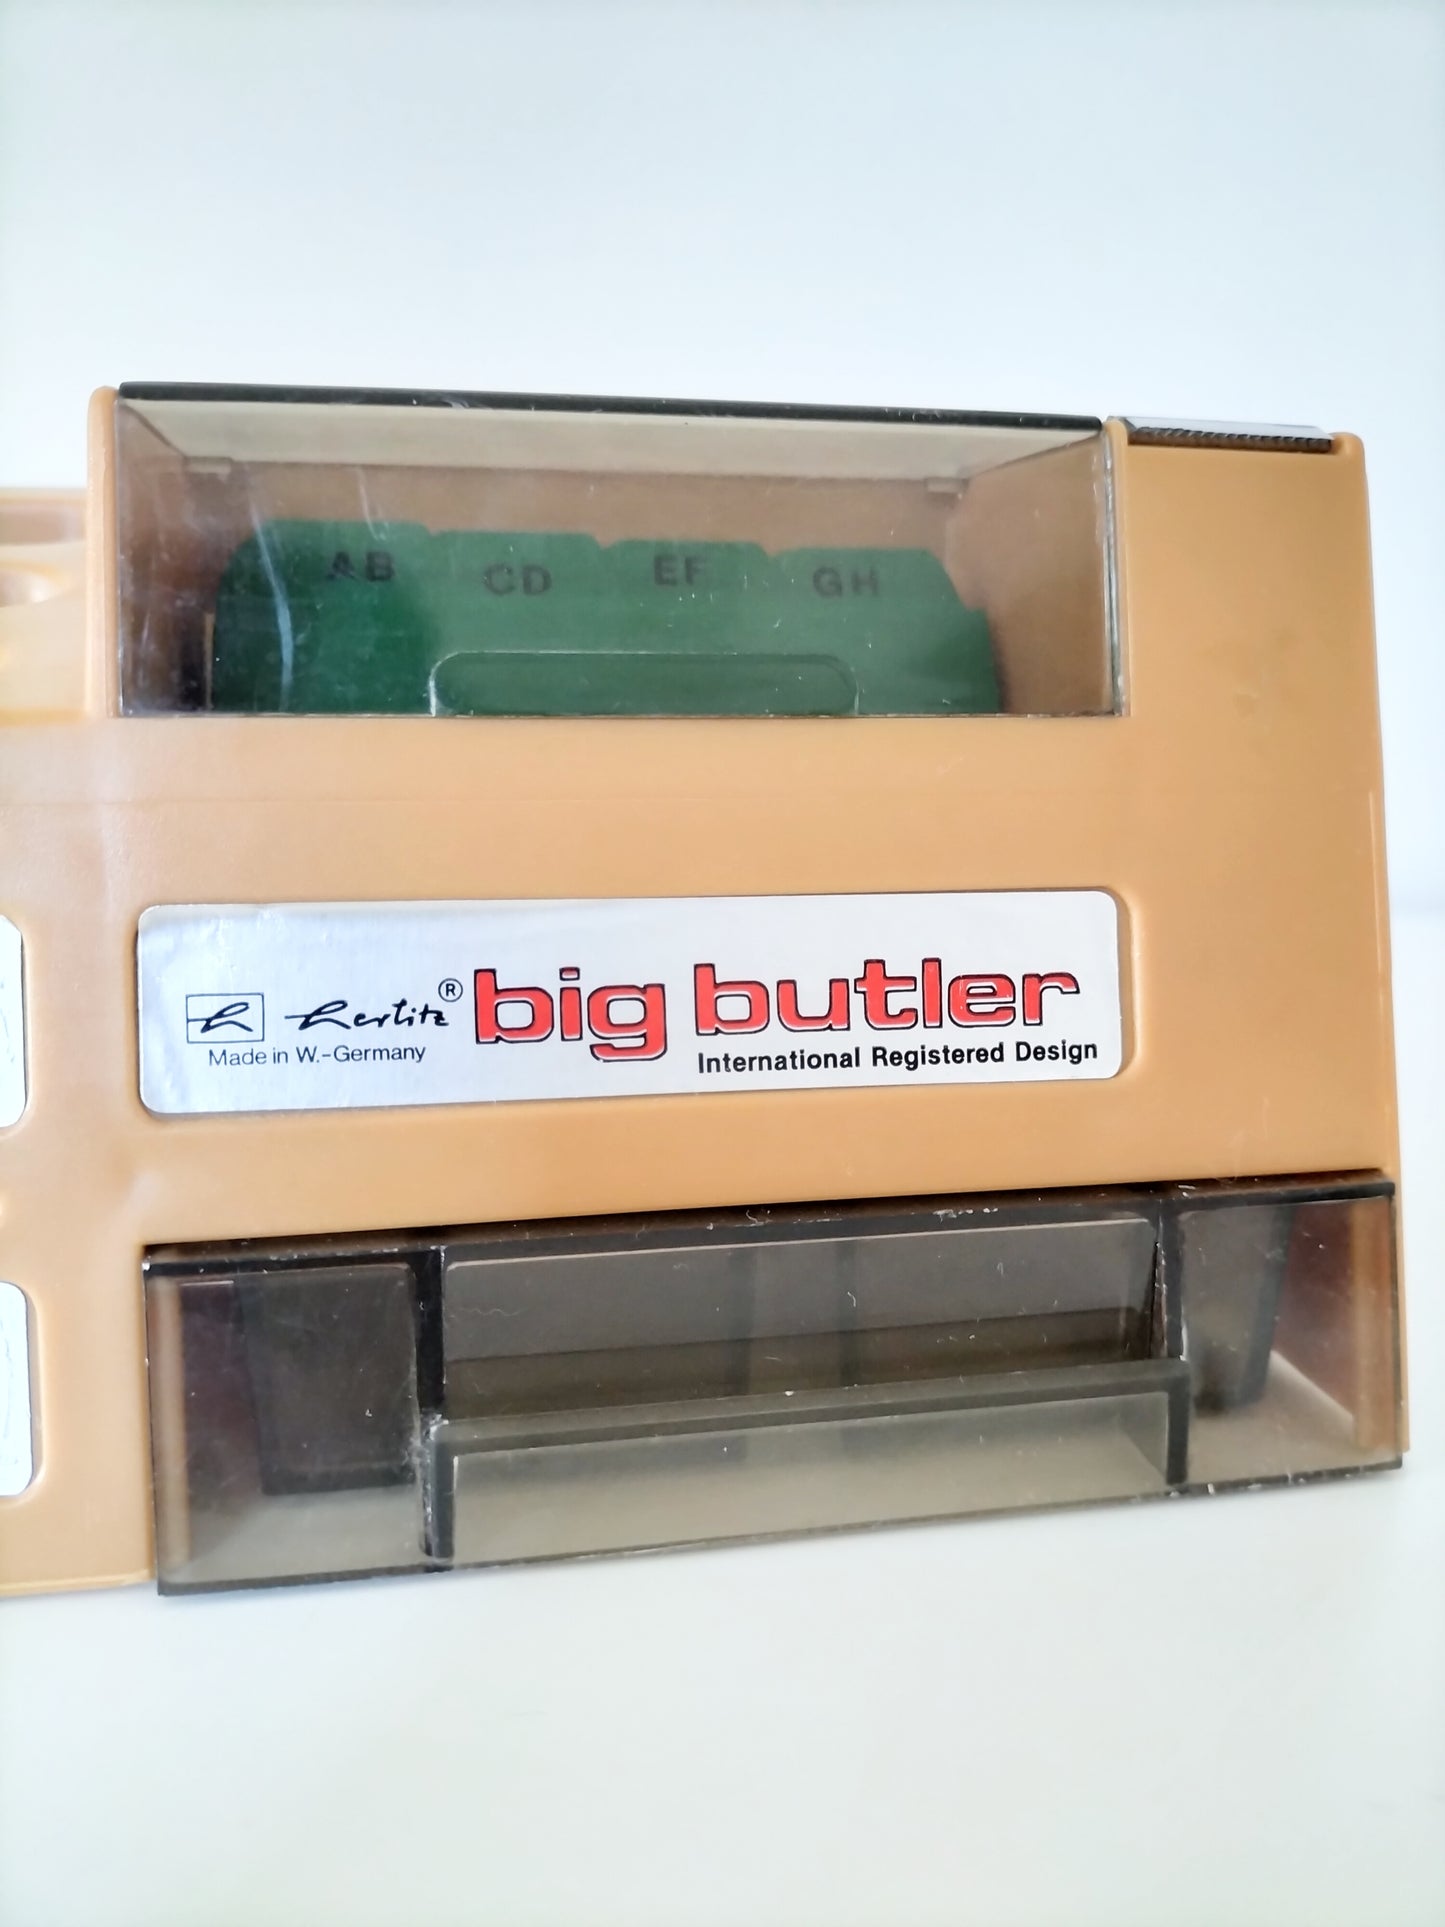 AB CD EF GH
herlitz® big butler
Made in W.-Germany
International Registered Design